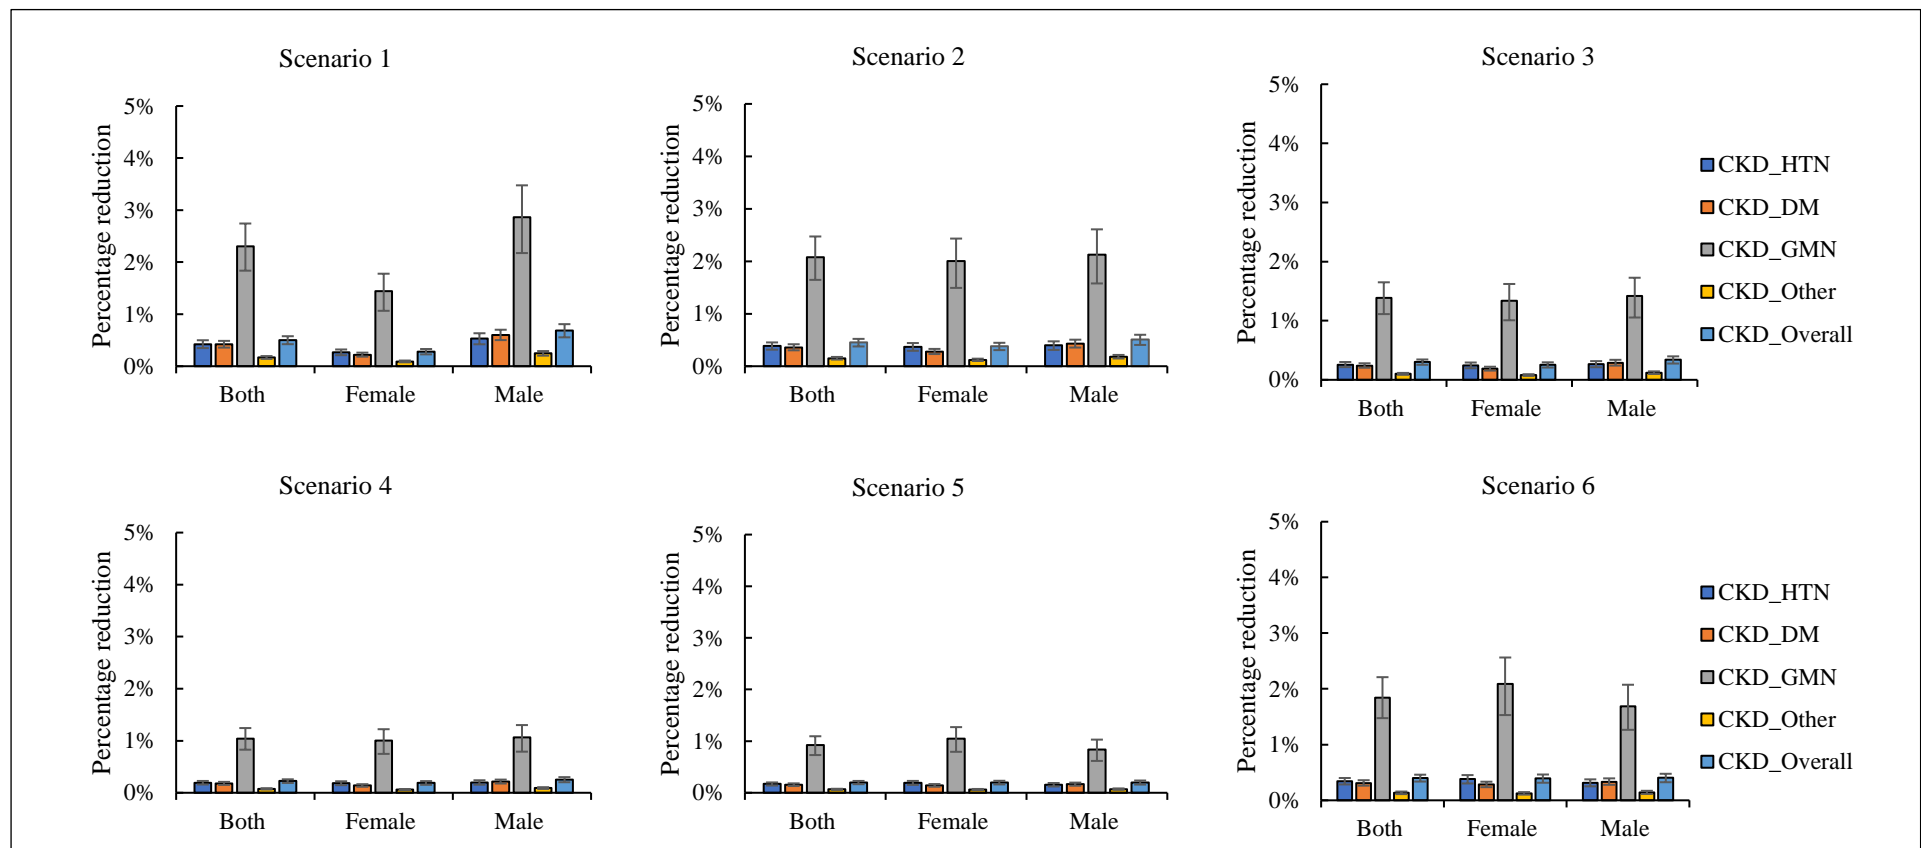 Scenario 1
Percentage reduction
5%
4%
3%
2%
1%
0%
Both Female Male
Scenario 2
Percentage reduction
5%
4%
3%
2%
1%
0%
Both Female Male
Scenario 3
Percentage reduction
5%
4%
3%
2%
1%
0%
Both Female Male
CKD_HTN
CKD_DM
CKD_GMN
CKD_Other
CKD_Overall
Scenario 4
Percentage reduction
5%
4%
3%
2%
1%
0%
Both Female Male
Scenario 5
Percentage reduction
5%
4%
3%
2%
1%
0%
Both Female Male
Scenario 6
Percentage reduction
5%
4%
3%
2%
1%
0%
Both Female Male
CKD_HTN
CKD_DM
CKD_GMN
CKD_Other
CKD_Overall